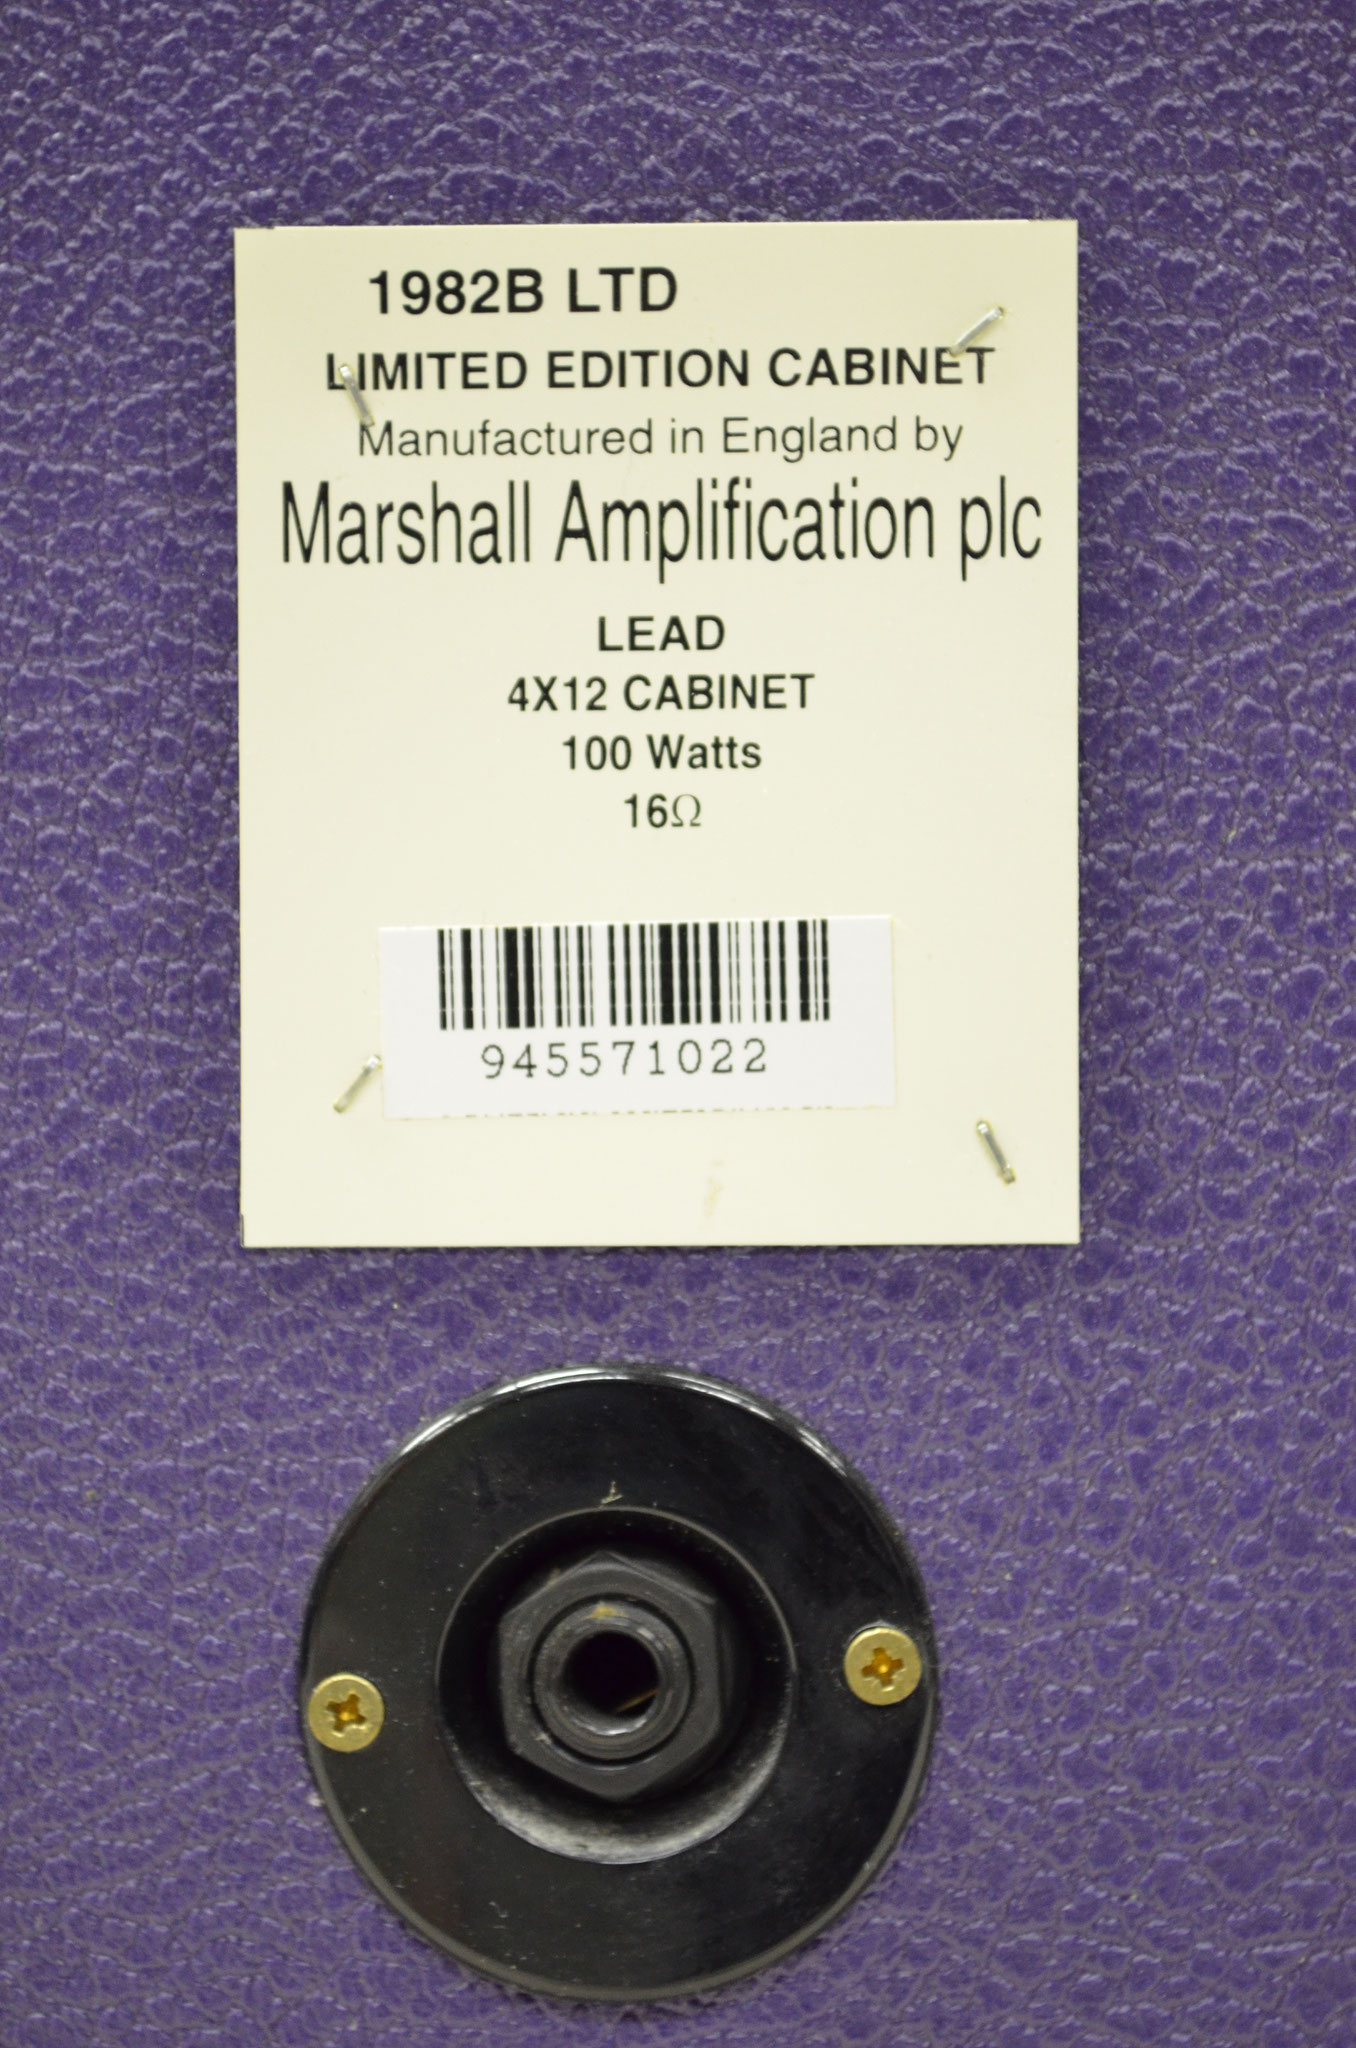 1982B LTD
LIMITED EDITION CABINET
Manufactured in England by
Marshall Amplification plc
LEAD
4X12 CABINET
100 Watts
16Ω
945571022